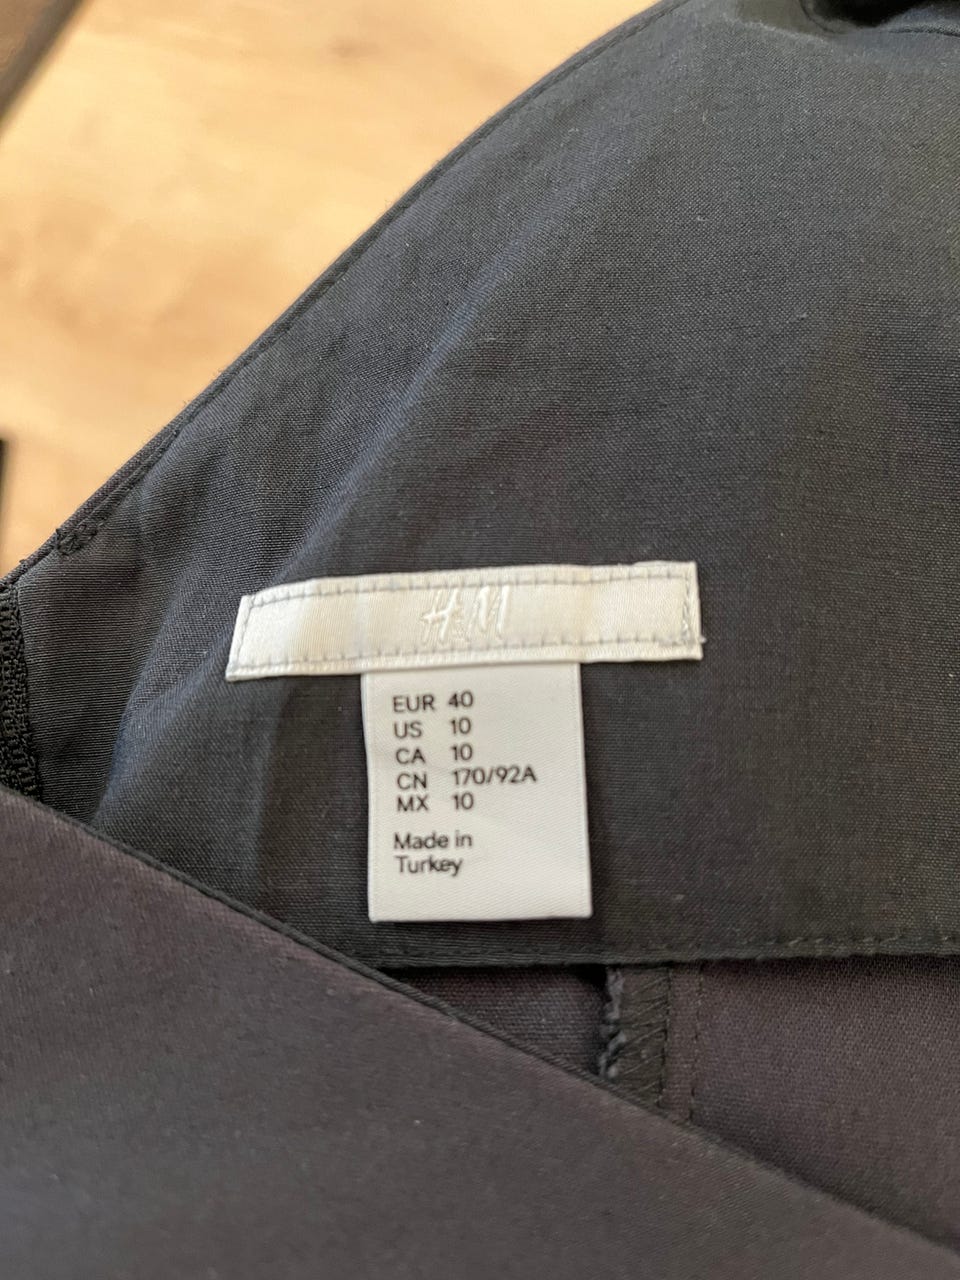 H&M
EUR 40
US 10
CA 10
CN 170/92A
MX 10
Made in
Turkey